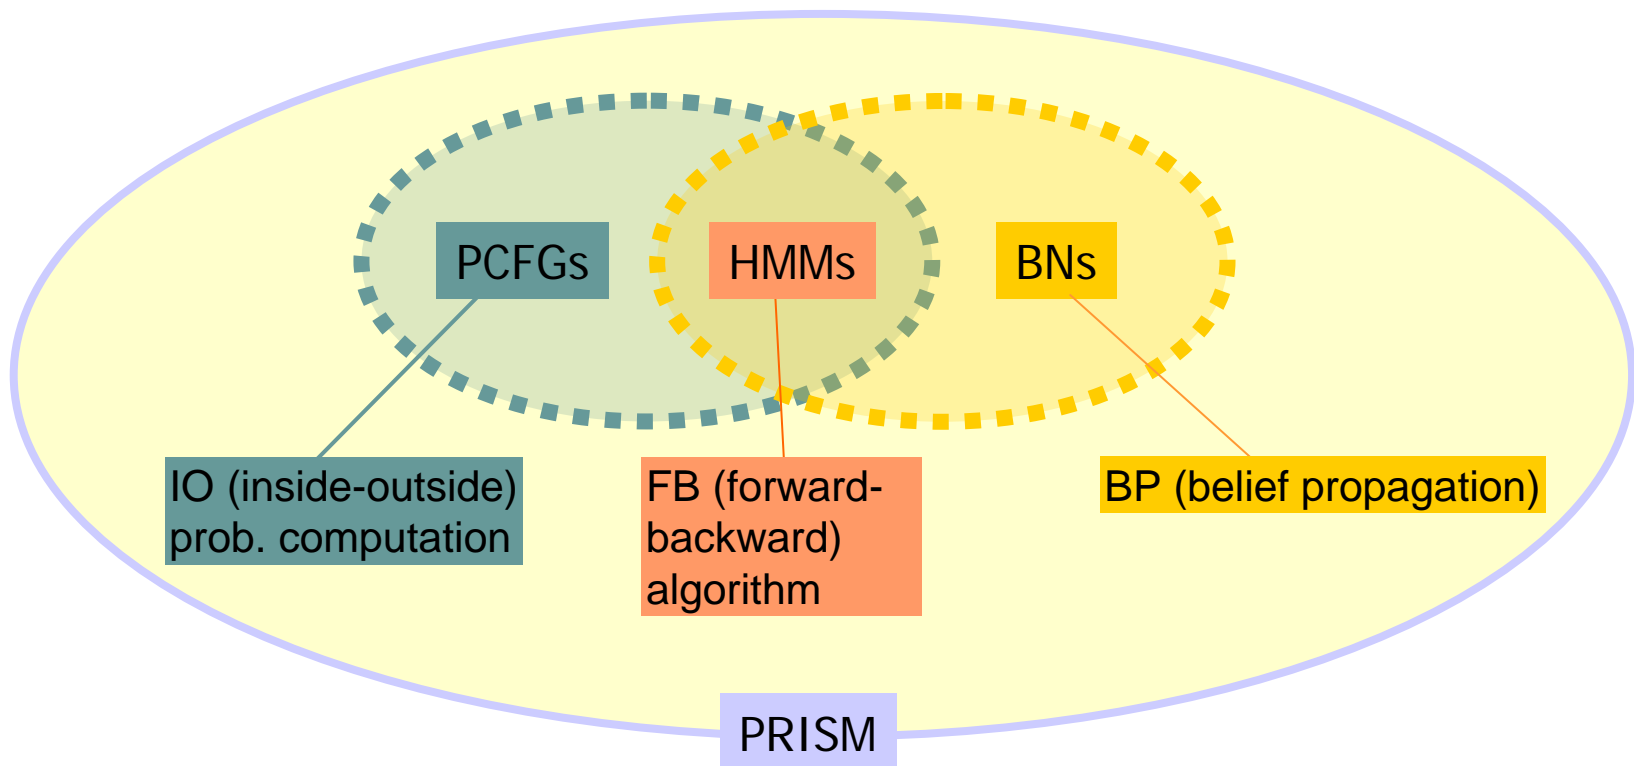 PCFGs
HMMs
BNs
IO (inside-outside)
prob. computation
FB (forward-
backward)
algorithm
BP (belief propagation)
PRISM